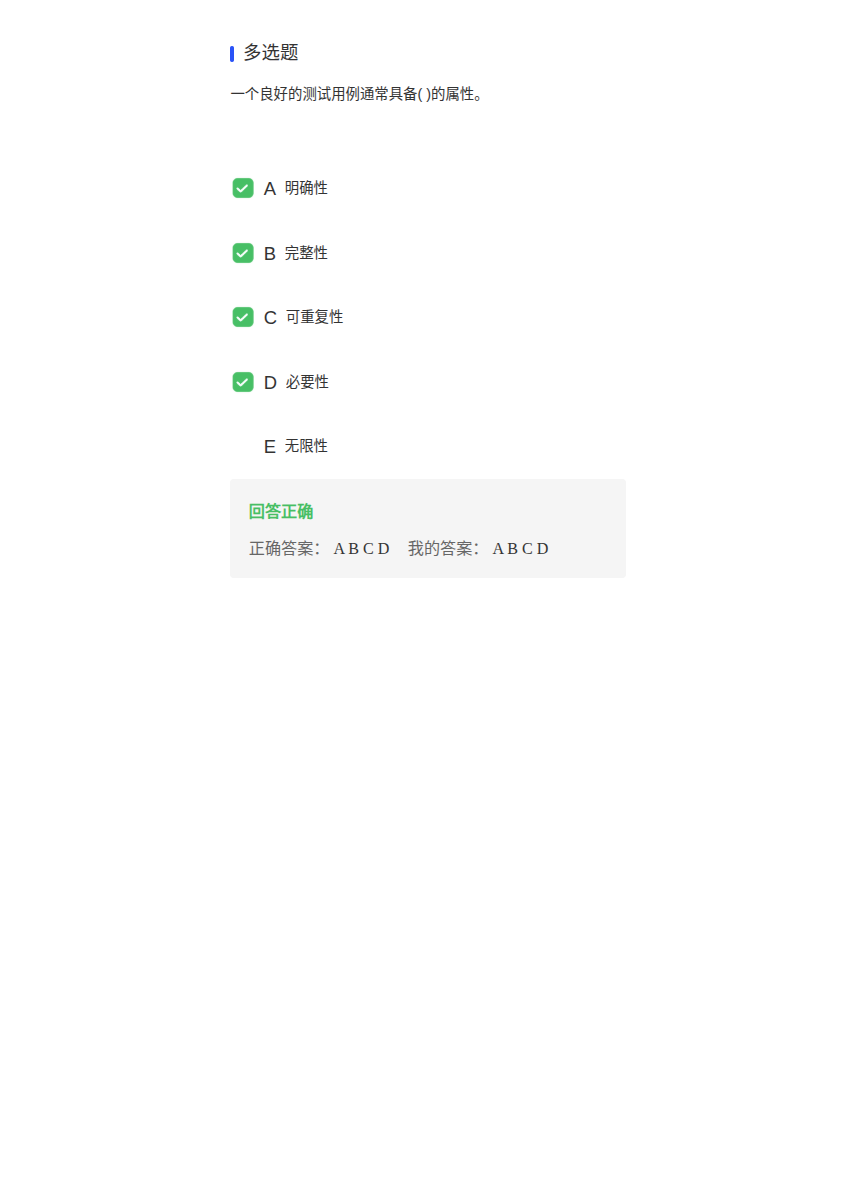 多选题
一个良好的测试用例通常具备( )的属性。
A 明确性
B 完整性
C 可重复性
D 必要性
E 无限性
回答正确
正确答案： A B C D 我的答案： A B C D